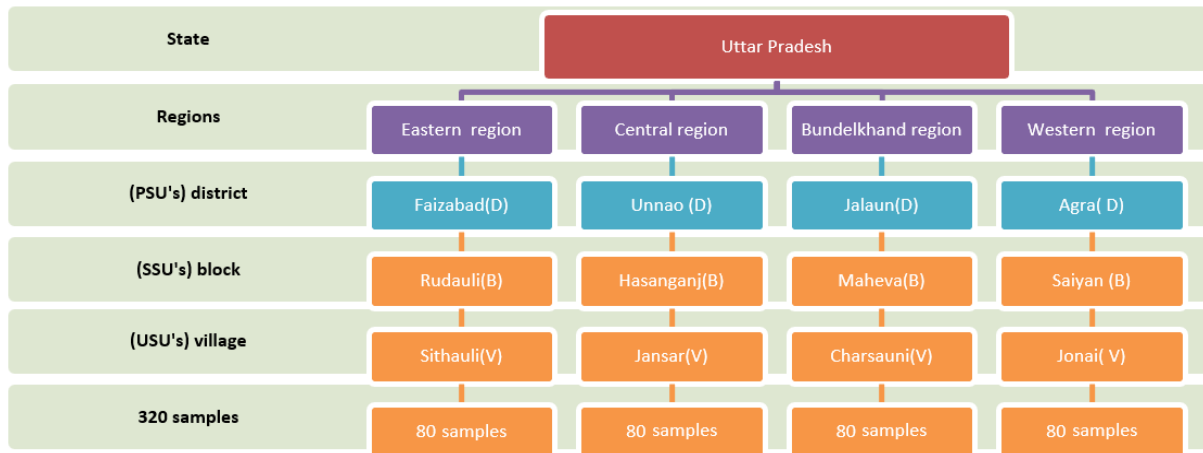 State
Uttar Pradesh
Regions
Eastern region
Central region
Bundelkhand region
Western region
(PSU's) district
Faizabad(D)
Unnao (D)
Jalaun(D)
Agra( D)
(SSU's) block
Rudauli(B)
Hasanganj(B)
Maheva(B)
Saiyan (B)
(USU's) village
Sithauli(V)
Jansar(V)
Charsauni(V)
Jonai( V)
320 samples
80 samples
80 samples
80 samples
80 samples